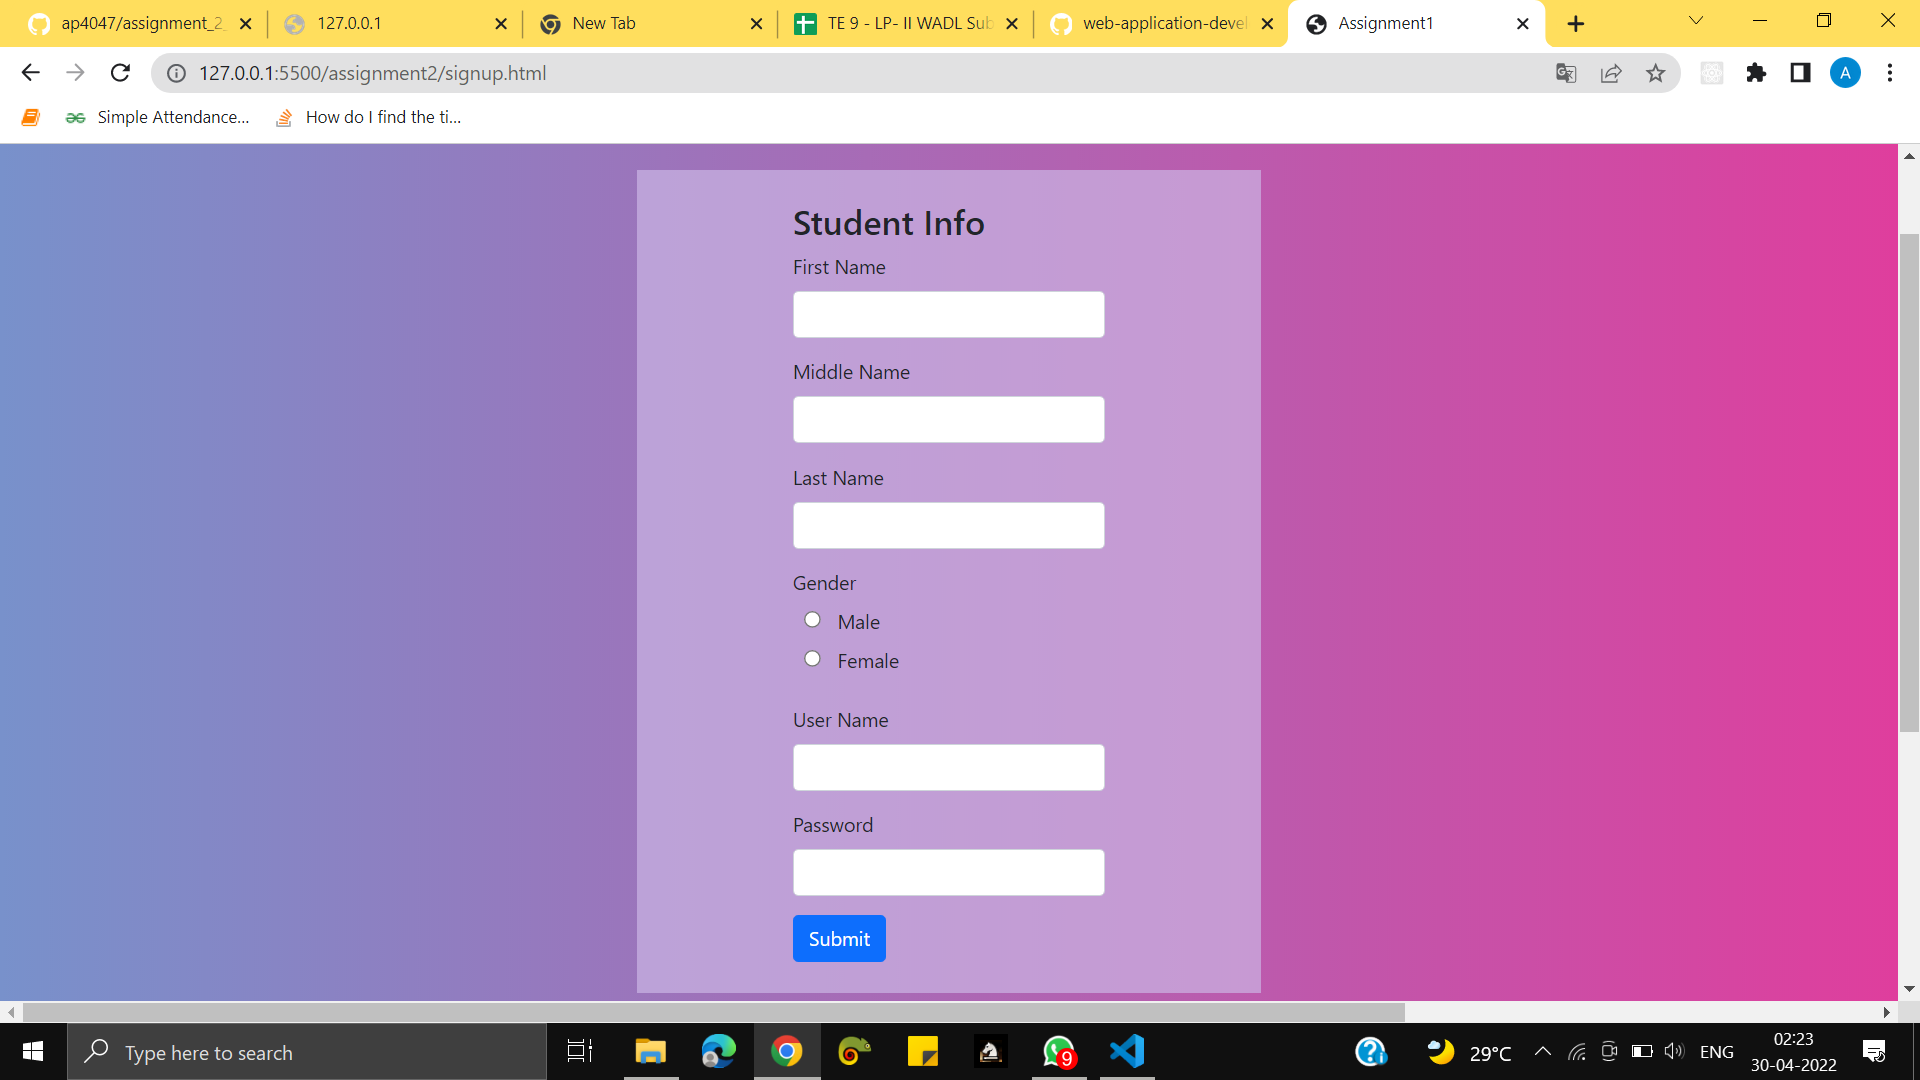 ap4047/assignment_2_
127.0.0.1
New Tab
TE 9 - LP- II WADL Sub
web-application-devel
Assignment1
127.0.0.1:5500/assignment2/signup.html
A
Simple Attendance...
How do I find the ti...
Student Info
First Name
Middle Name
Last Name
Gender
Male
Female
User Name
Password
Submit
Type here to search
9
29°C
ENG
02:23
30-04-2022